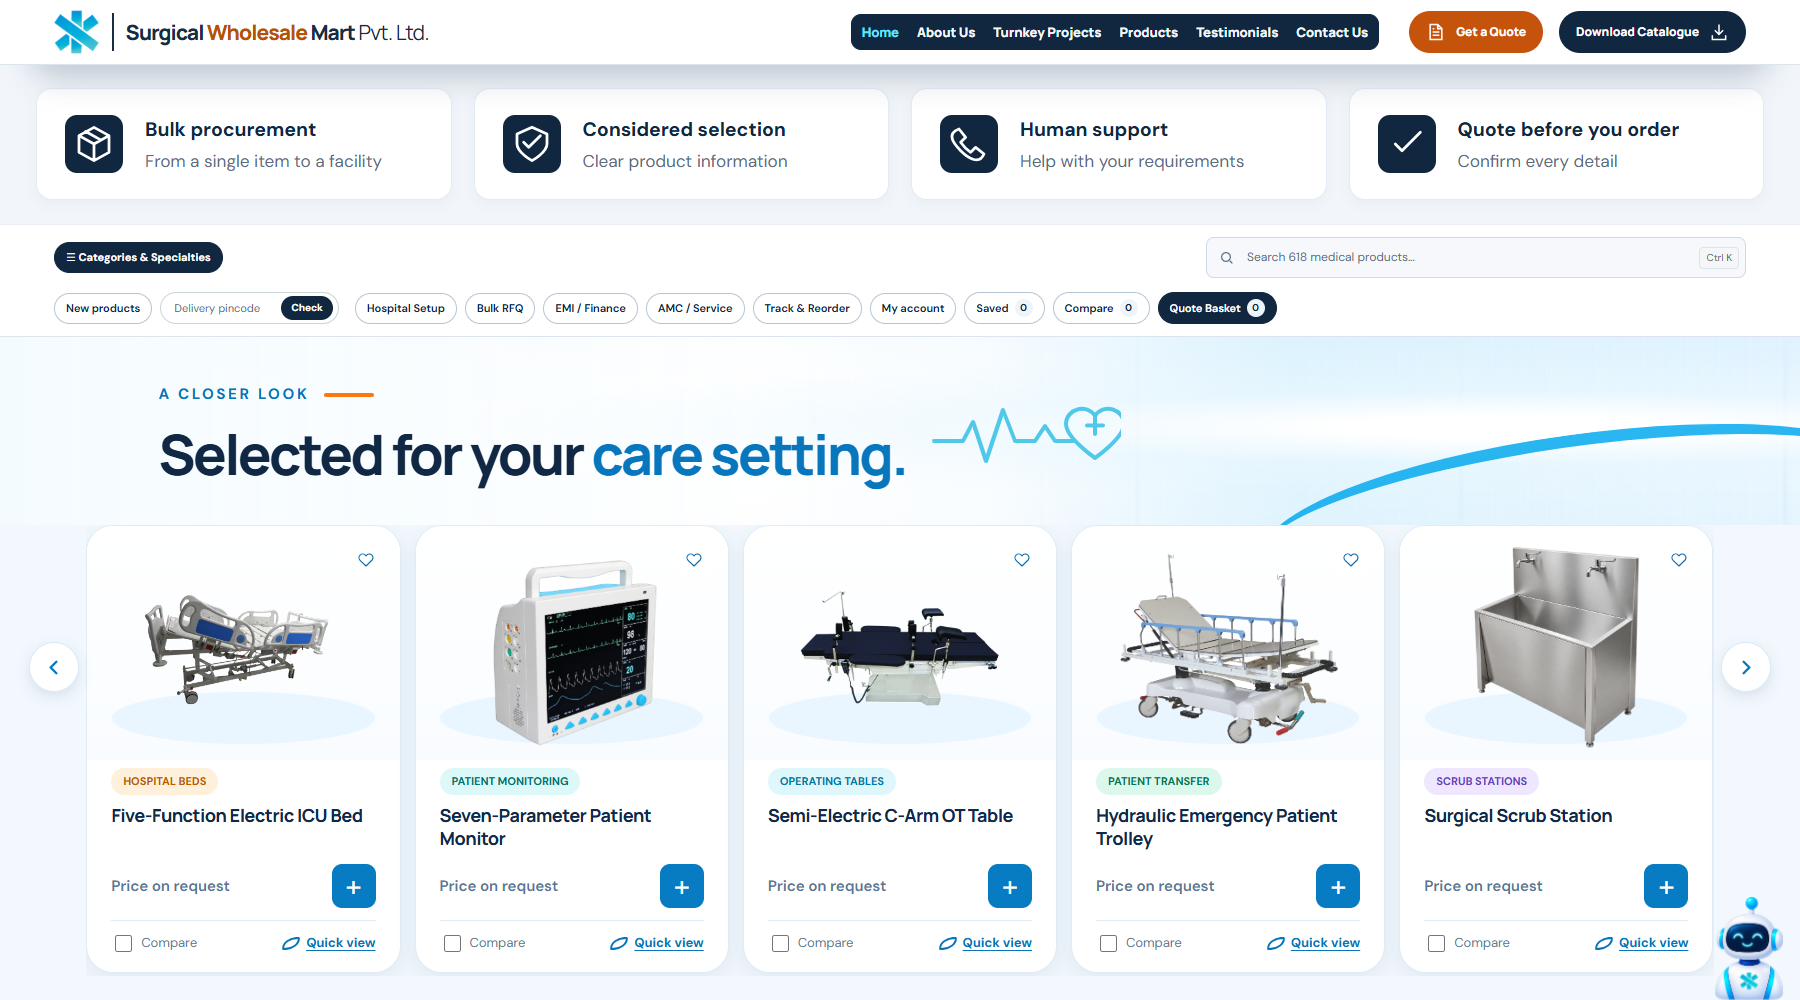 Surgical Wholesale Mart Pvt. Ltd.
Home About Us Turnkey Projects Products Testimonials Contact Us
Get a Quote
Download Catalogue
Bulk procurement
From a single item to a facility
Considered selection
Clear product information
Human support
Help with your requirements
Quote before you order
Confirm every detail
☰ Categories & Specialties
Search 618 medical products...
Ctrl K
New products
Delivery pincode Check
Hospital Setup
Bulk RFQ
EMI / Finance
AMC / Service
Track & Reorder
My account
Saved 0
Compare 0
Quote Basket 0
A CLOSER LOOK
Selected for your care setting.
80
98
20
HOSPITAL BEDS
Five-Function Electric ICU Bed
Price on request
+
Compare
Quick view
PATIENT MONITORING
Seven-Parameter Patient
Monitor
Price on request
+
Compare
Quick view
OPERATING TABLES
Semi-Electric C-Arm OT Table
Price on request
+
Compare
Quick view
PATIENT TRANSFER
Hydraulic Emergency Patient
Trolley
Price on request
+
Compare
Quick view
SCRUB STATIONS
Surgical Scrub Station
Price on request
+
Compare
Quick view